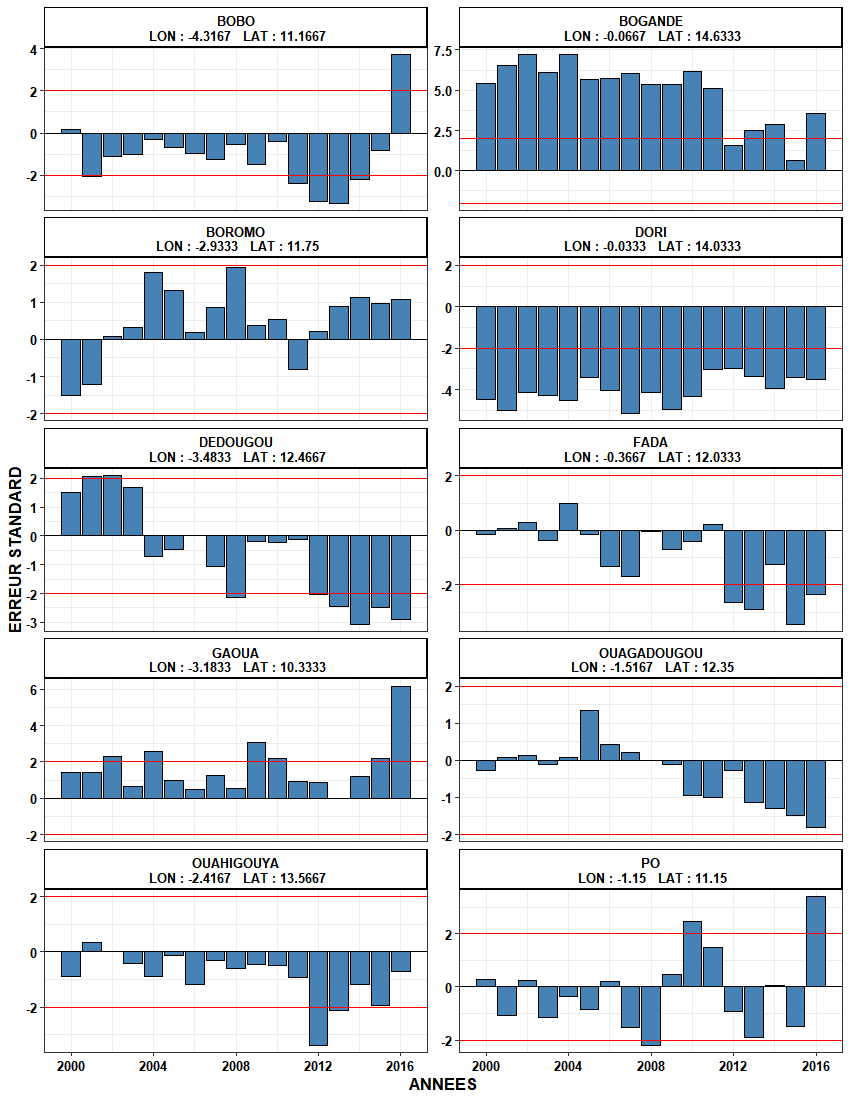 BOBO
LON : -4.3167 LAT : 11.1667
4
2
0
-2
BOGANDE
LON : -0.0667 LAT : 14.6333
7.5
5.0
2.5
0.0
BOROMO
LON : -2.9333 LAT : 11.75
2
1
0
-1
-2
DORI
LON : -0.0333 LAT : 14.0333
2
0
-2
-4
DEDOUGOU
LON : -3.4833 LAT : 12.4667
2
1
0
-1
-2
-3
FADA
LON : -0.3667 LAT : 12.0333
2
0
-2
GAOUA
LON : -3.1833 LAT : 10.3333
6
4
2
0
-2
OUAGADOUGOU
LON : -1.5167 LAT : 12.35
2
1
0
-1
-2
OUAHIGOUYA
LON : -2.4167 LAT : 13.5667
2
0
-2
2000 2004 2008 2012 2016
PO
LON : -1.15 LAT : 11.15
2
0
-2
2000 2004 2008 2012 2016
ERREUR STANDARD
ANNEES